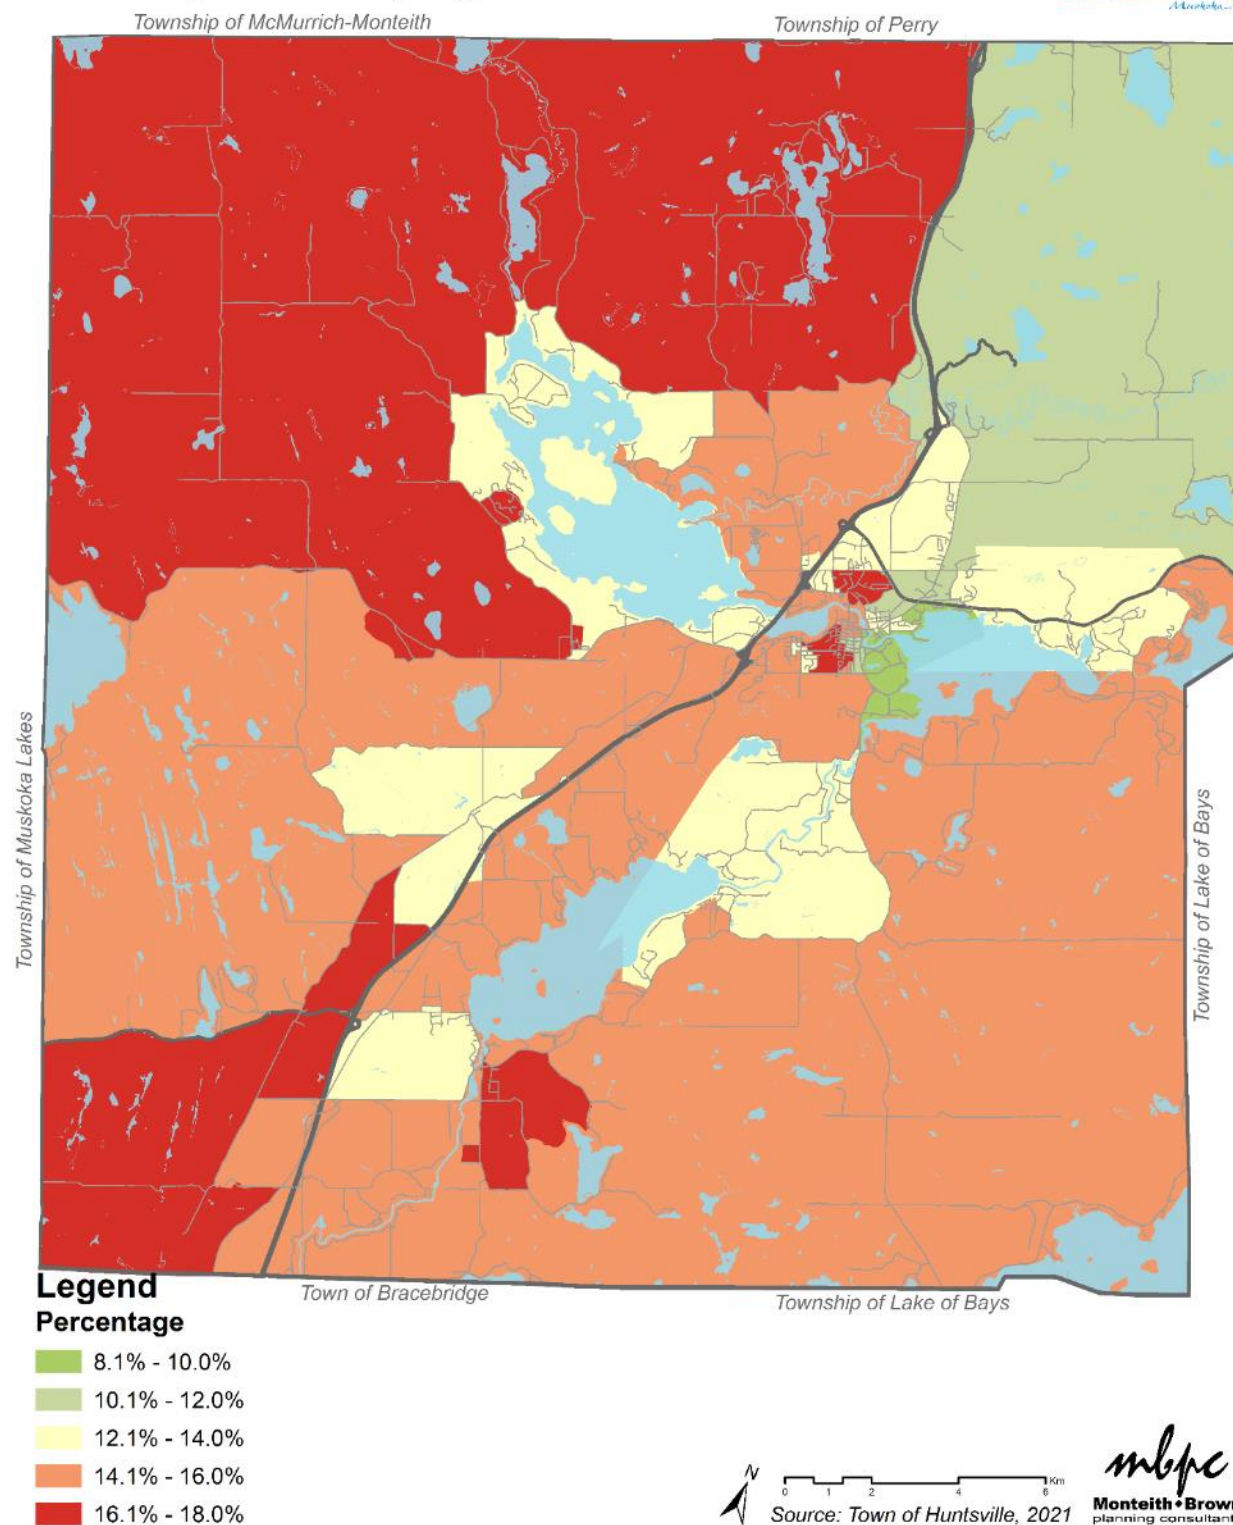 Muskoka
Township of McMurrich-Monteith
Township of Perry
Township of Muskoka Lakes
Township of Lake of Bays
Town of Bracebridge
Township of Lake of Bays
Legend
Percentage
8.1% - 10.0%
10.1% - 12.0%
12.1% - 14.0%
14.1% - 16.0%
16.1% - 18.0%
N
Km
0 1 2 4 6
Source: Town of Huntsville, 2021
mbpc
Monteith♦Brown
planning consultants